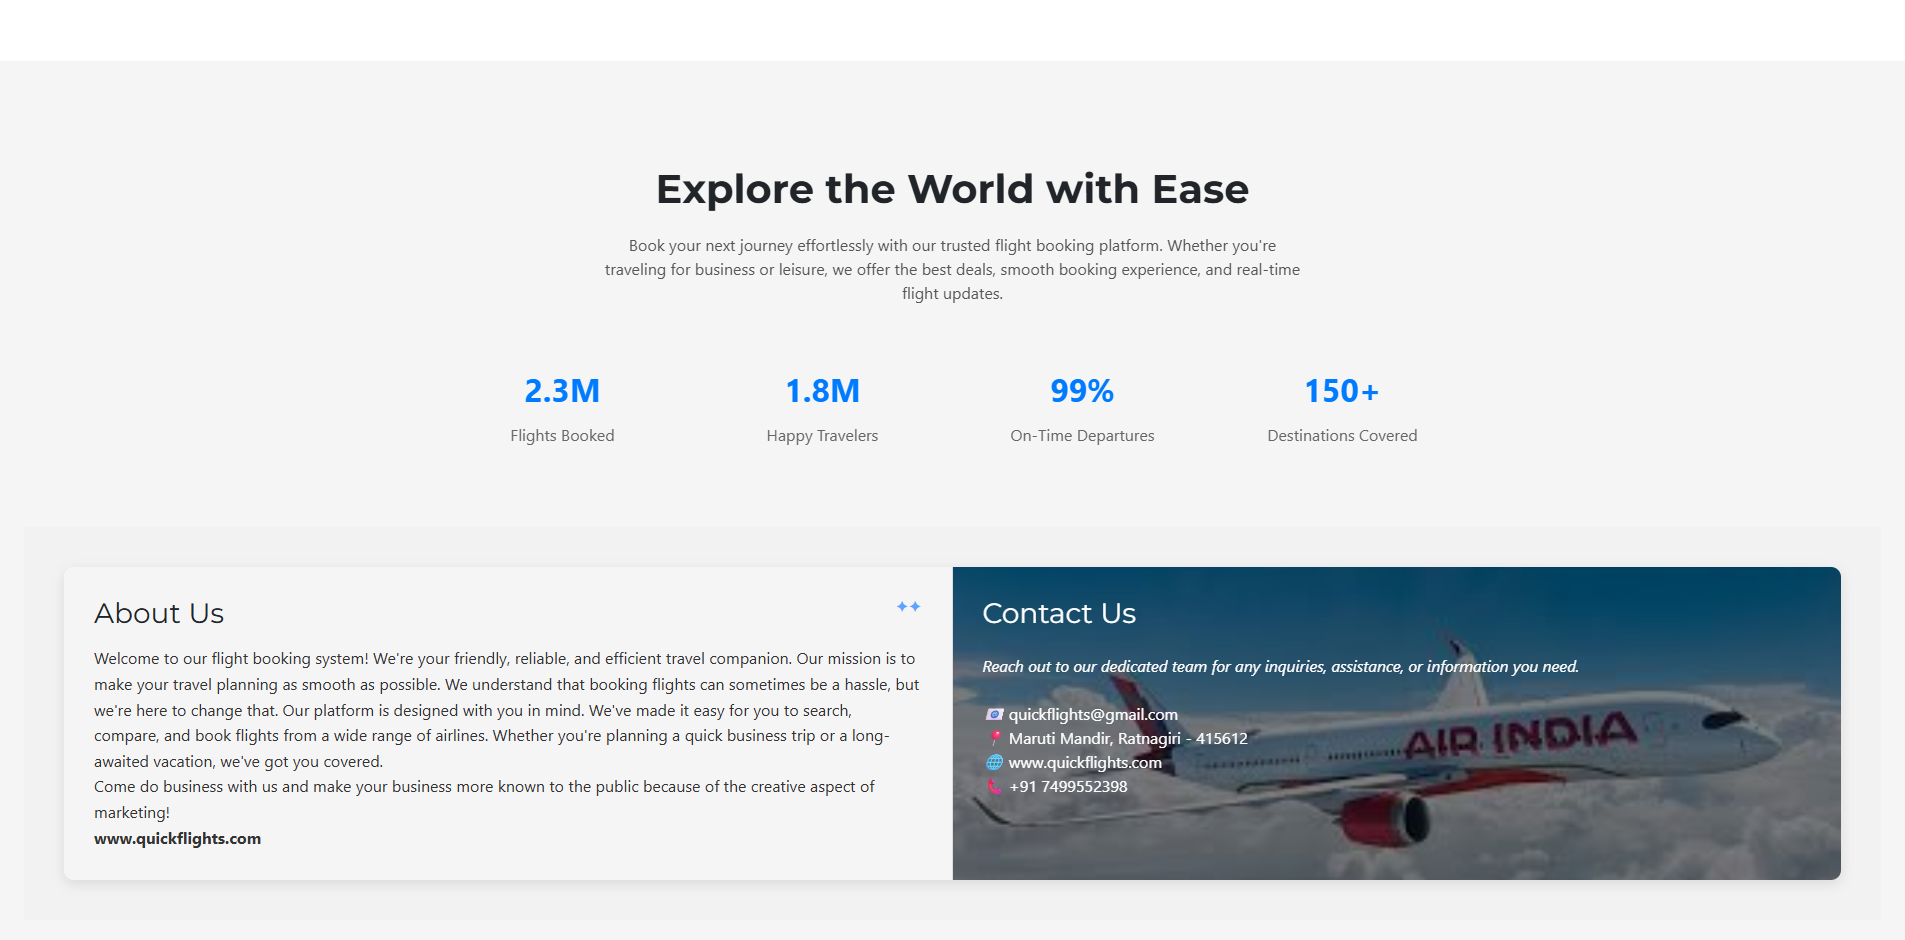 Explore the World with Ease
Book your next journey effortlessly with our trusted flight booking platform. Whether you're
traveling for business or leisure, we offer the best deals, smooth booking experience, and real-time
flight updates.
2.3M
Flights Booked
1.8M
Happy Travelers
99%
On-Time Departures
150+
Destinations Covered
About Us
Welcome to our flight booking system! We're your friendly, reliable, and efficient travel companion. Our mission is to
make your travel planning as smooth as possible. We understand that booking flights can sometimes be a hassle, but
we're here to change that. Our platform is designed with you in mind. We've made it easy for you to search,
compare, and book flights from a wide range of airlines. Whether you're planning a quick business trip or a long-
awaited vacation, we've got you covered.
Come do business with us and make your business more known to the public because of the creative aspect of
marketing!
www.quickflights.com
Contact Us
Reach out to our dedicated team for any inquiries, assistance, or information you need.
quickflights@gmail.com
Maruti Mandir, Ratnagiri - 415612
www.quickflights.com
+91 7499552398
AIR INDIA